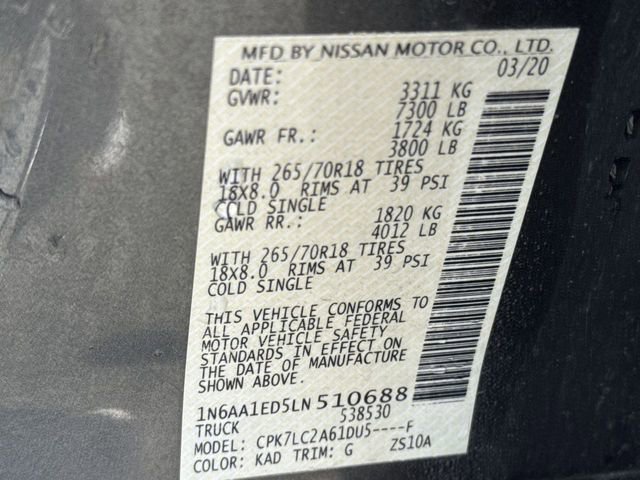 MFD BY NISSAN MOTOR CO., LTD.
DATE: 03/20
GVWR: 3311 KG
7300 LB
GAWR FR.: 1724 KG
3800 LB
WITH 265/70R18 TIRES
18X8.0 RIMS AT 39 PSI
COLD SINGLE
GAWR RR.: 1820 KG
4012 LB
WITH 265/70R18 TIRES
18X8.0 RIMS AT 39 PSI
COLD SINGLE
THIS VEHICLE CONFORMS TO
ALL APPLICABLE FEDERAL
MOTOR VEHICLE SAFETY
STANDARDS IN EFFECT ON
THE DATE OF MANUFACTURE
SHOWN ABOVE.
1N6AA1ED5LN510688
TRUCK 538530
MODEL: CPK7LC2A61DU5----F
COLOR: KAD TRIM: G ZS10A